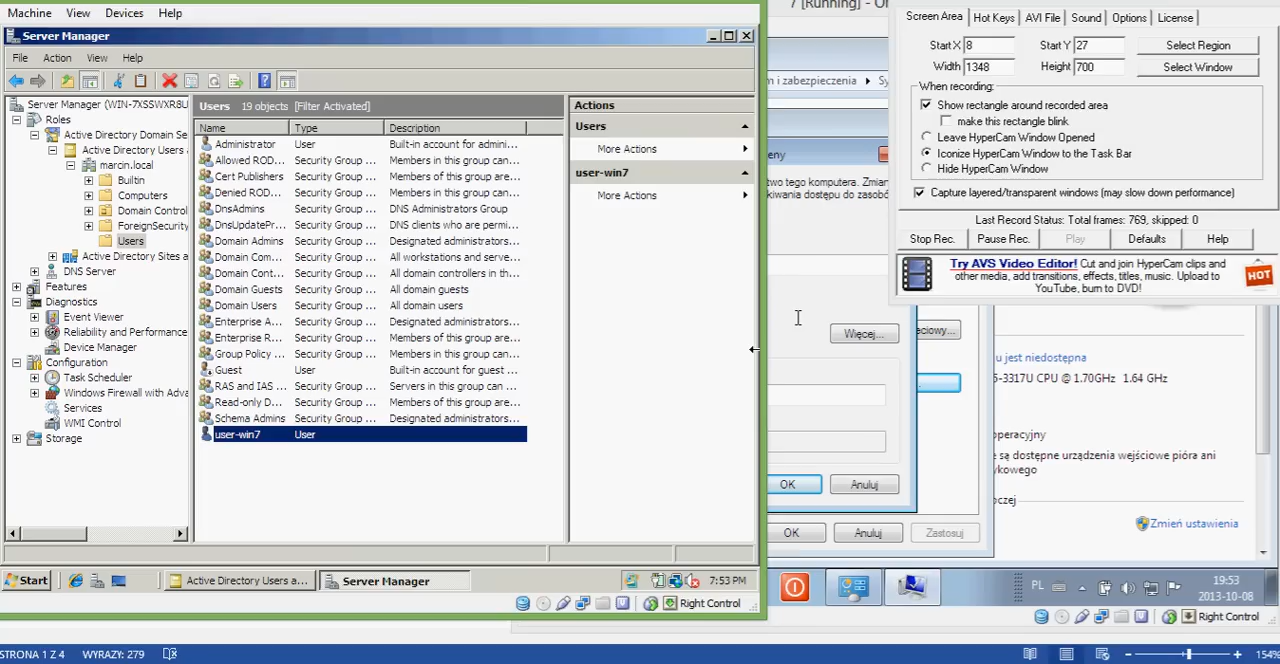 Machine View Devices Help
Server Manager
File Action View Help
Server Manager (WIN-7XSSWXR8U
Roles
Active Directory Domain Se
Active Directory Users
marcin.local
Builtin
Computers
Domain Control
ForeignSecurity
Users
Active Directory Sites a
DNS Server
Features
Diagnostics
Event Viewer
Reliability and Performance
Device Manager
Configuration
Task Scheduler
Windows Firewall with Adva
Services
WMI Control
Storage
Users 19 objects [Filter Activated]
Name Type Description
Administrator User Built-in account for admini...
Allowed ROD... Security Group ... Members in this group can...
Cert Publishers Security Group ... Members of this group are...
Denied ROD... Security Group ... Members in this group can...
DnsAdmins Security Group ... DNS Administrators Group
DnsUpdatePr... Security Group ... DNS clients who are permi...
Domain Admins Security Group ... Designated administrators...
Domain Com... Security Group ... All workstations and serve...
Domain Cont... Security Group ... All domain controllers in th...
Domain Guests Security Group ... All domain guests
Domain Users Security Group ... All domain users
Enterprise A... Security Group ... Designated administrators...
Enterprise R... Security Group ... Members of this group are...
Group Policy ... Security Group ... Members in this group can...
Guest User Built-in account for guest ...
RAS and IAS ... Security Group ... Servers in this group can ...
Read-only D... Security Group ... Members of this group are...
Schema Admins Security Group ... Designated administrators...
user-win7 User
Actions
Users
More Actions
user-win7
More Actions
Start Active Directory Users a... Server Manager 7:53 PM
Right Control
7 [Running] - Or
m i zabezpieczenia Sy
eny
two tego komputera. Zmian
kiwania dostępu do zasobó
Więcej...
eciowy...
OK Anuluj
OK Anuluj Zastosuj
Screen Area Hot Keys AVI File Sound Options License
Start X 8 Start Y 27 Select Region
Width 1348 Height 700 Select Window
When recording:
Show rectangle around recorded area
make this rectangle blink
Leave HyperCam Window Opened
Iconize HyperCam Window to the Task Bar
Hide HyperCam Window
Capture layered/transparent windows (may slow down performance)
Last Record Status: Total frames: 769, skipped: 0
Stop Rec. Pause Rec. Play Defaults Help
Try AVS Video Editor! Cut and join HyperCam clips and
other media, add transitions, effects, titles, music. Upload to
YouTube, burn to DVD!
HOT
u jest niedostępna
5-3317U CPU @ 1.70GHz 1.64 GHz
operacyjny
ę są dostępne urządzenia wejściowe pióra ani
ykowego
oczej
Zmień ustawienia
PL 19:53
2013-10-08
Right Control
STRONA 1 Z 4 WYRAZY: 279 154%